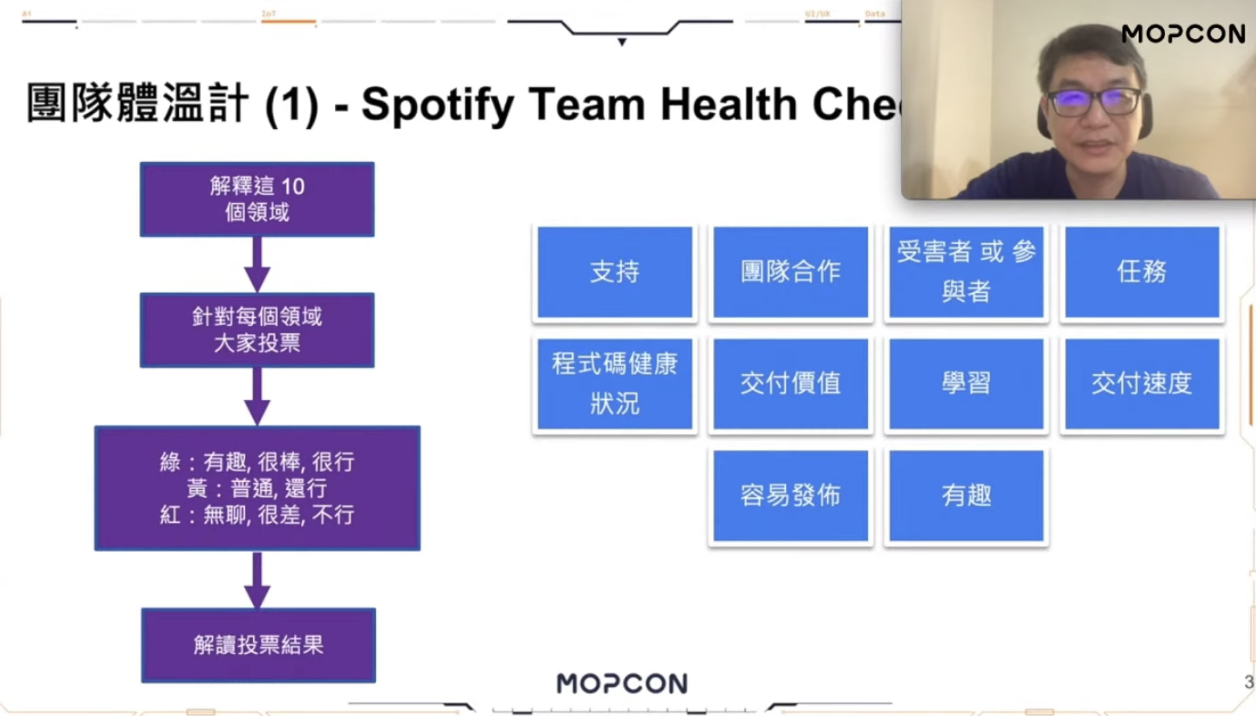 AI
IoT
UI/UX
Data
MOPCON
團隊體溫計 (1) - Spotify Team Health
解釋這 10
個領域
針對每個領域
大家投票
綠：有趣, 很棒, 很行
黃：普通, 還行
紅：無聊, 很差, 不行
解讀投票結果
支持
團隊合作
受害者 或 參
與者
任務
程式碼健康
狀況
交付價值
學習
交付速度
容易發佈
有趣
MOPCON
3